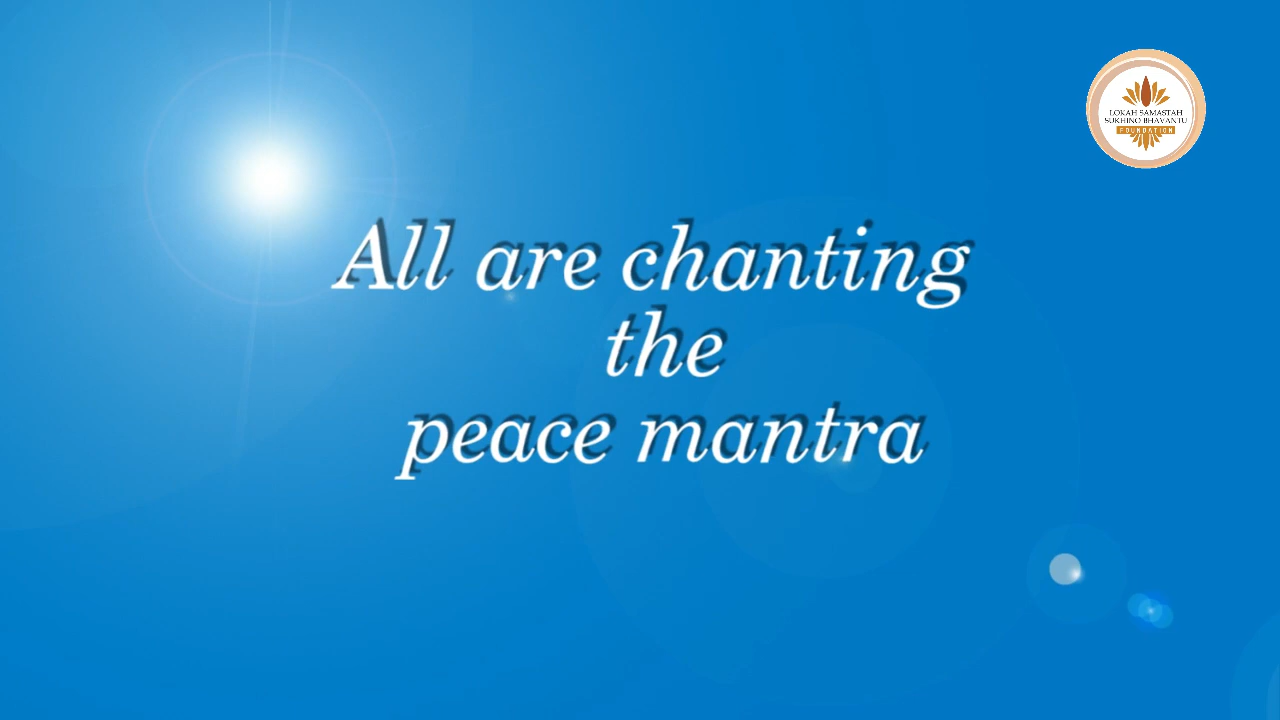 LOKAH SAMASTAH
SUKHINO BHAVANTU
FOUNDATION
All are chanting
the
peace mantra